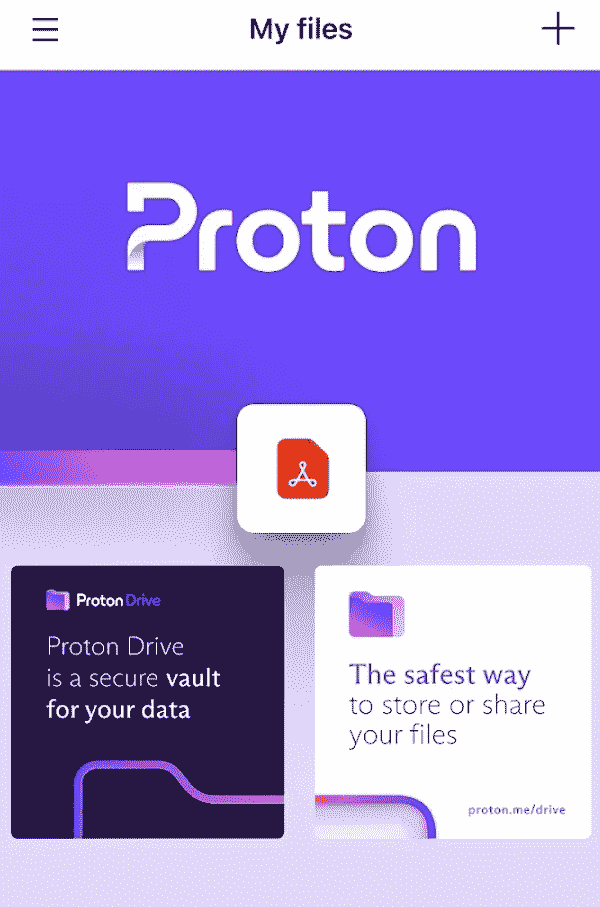 My files
Proton
Proton Drive
Proton Drive
is a secure vault
for your data
The safest way
to store or share
your files
proton.me/drive